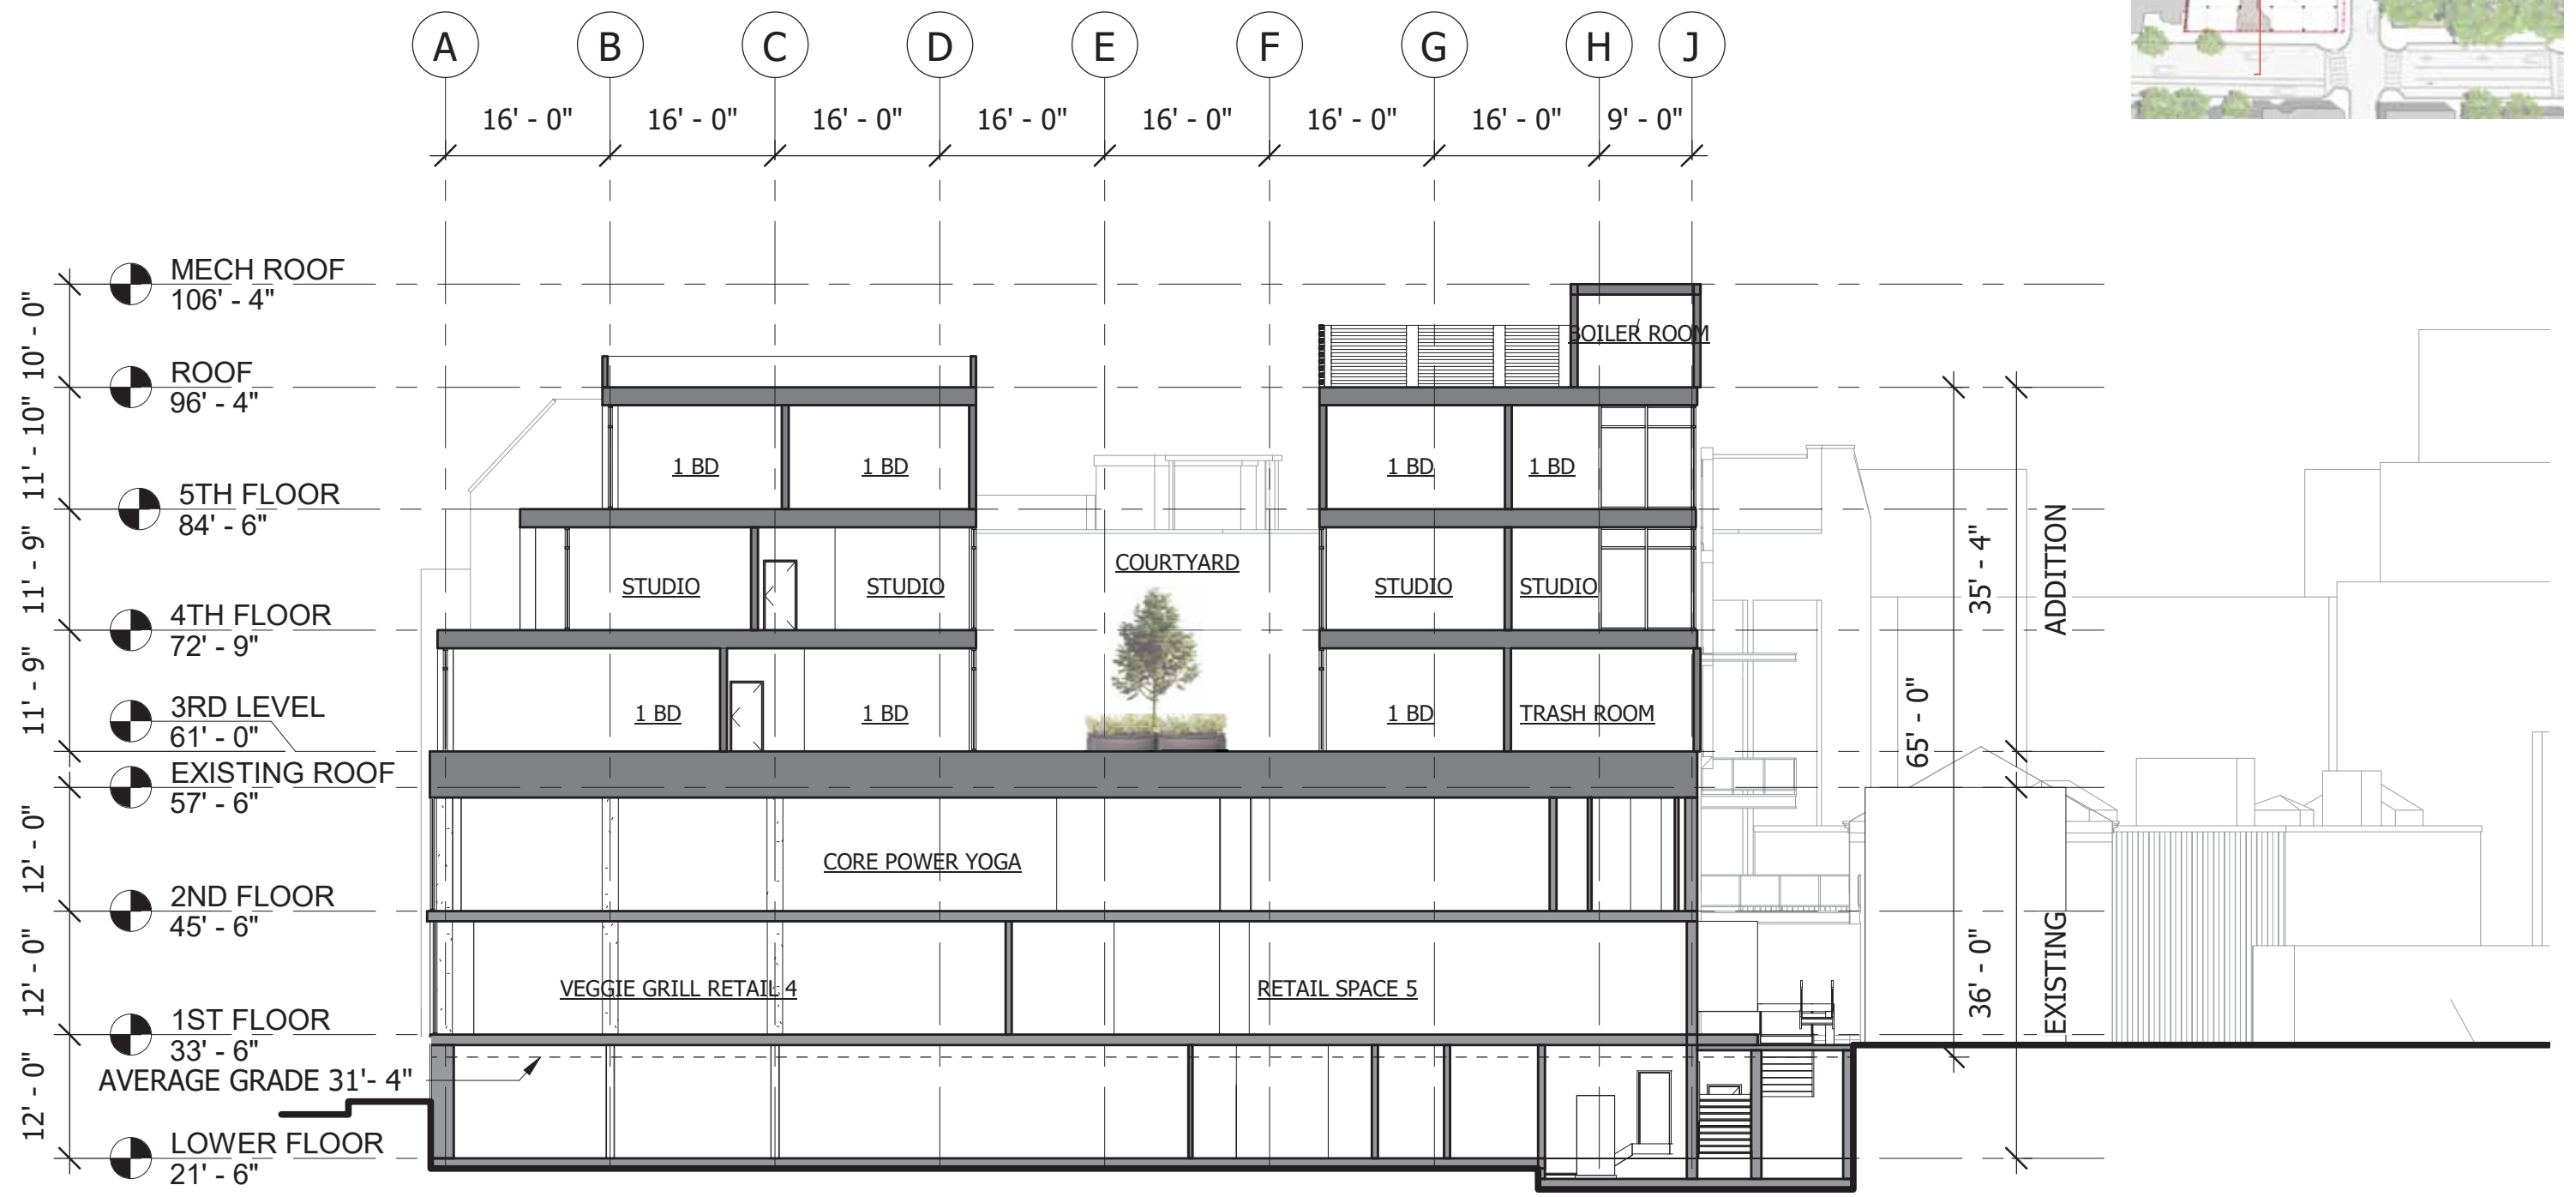 A B C D E F G H J
16' - 0" 16' - 0" 16' - 0" 16' - 0" 16' - 0" 16' - 0" 16' - 0" 9' - 0"
MECH ROOF
106' - 4"
10' - 0"
BOILER ROOM
ROOF
96' - 4"
11' - 10"
1 BD 1 BD 1 BD 1 BD
5TH FLOOR
84' - 6"
11' - 9"
COURTYARD
STUDIO STUDIO STUDIO STUDIO
35' - 4"
ADDITION
4TH FLOOR
72' - 9"
11' - 9"
3RD LEVEL
61' - 0"
1 BD 1 BD 1 BD TRASH ROOM
65' - 0"
EXISTING ROOF
57' - 6"
12' - 0"
CORE POWER YOGA
2ND FLOOR
45' - 6"
12' - 0"
VEGGIE GRILL RETAIL 4 RETAIL SPACE 5
36' - 0"
EXISTING
1ST FLOOR
33' - 6"
AVERAGE GRADE 31'- 4"
12' - 0"
LOWER FLOOR
21' - 6"